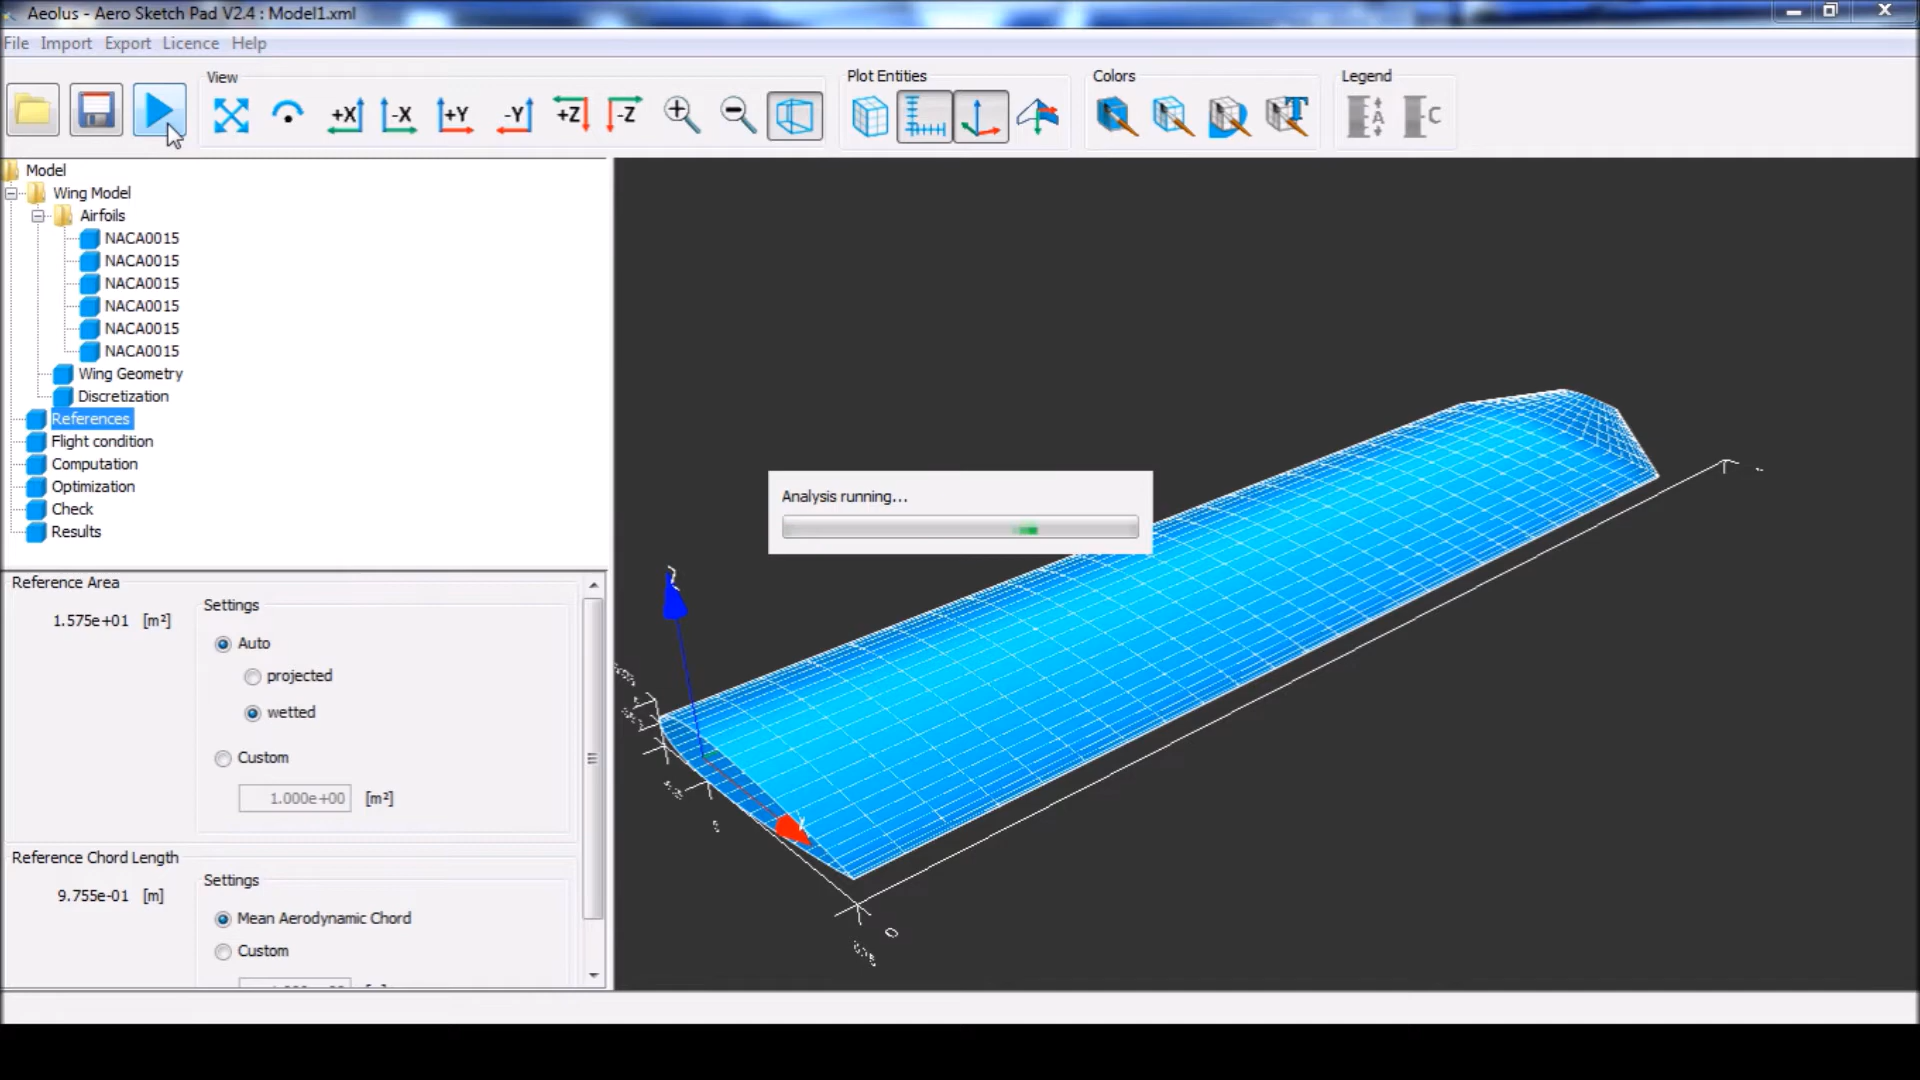 Aeolus - Aero Sketch Pad V2.4 : Model1.xml
File Import Export Licence Help
View
Plot Entities
Colors
Legend
+X -X +Y -Y +Z -Z
T
A
C
Model
Wing Model
Airfoils
NACA0015
NACA0015
NACA0015
NACA0015
NACA0015
NACA0015
Wing Geometry
Discretization
References
Flight condition
Computation
Optimization
Check
Results
Analysis running...
Reference Area
1.575e+01 [m²]
Settings
Auto
projected
wetted
Custom
1.000e+00 [m²]
Reference Chord Length
9.755e-01 [m]
Settings
Mean Aerodynamic Chord
Custom
0